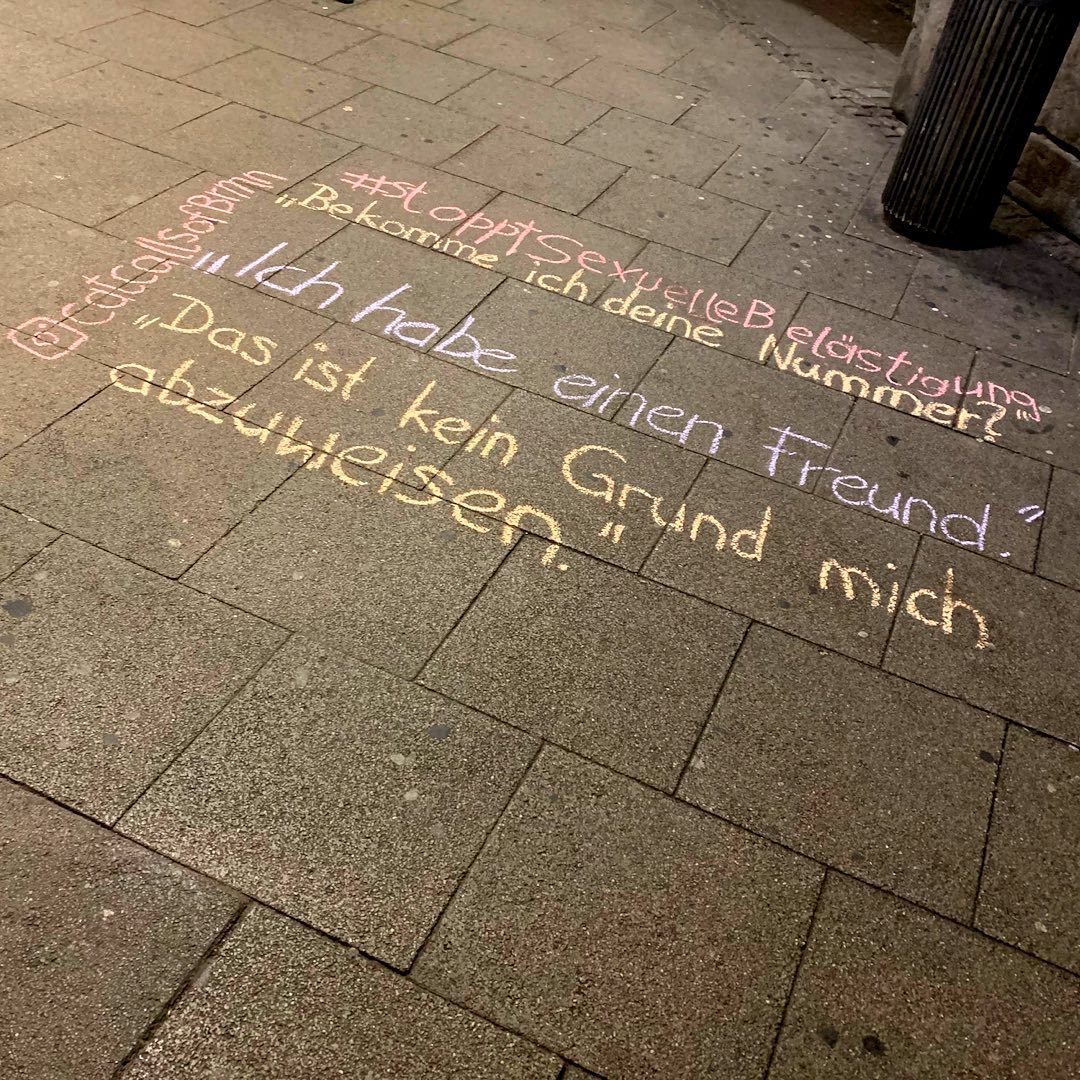 #stopptSexuelleBelästigung
„Bekomme ich deine Nummer?"
„Ich habe einen Freund."
„Das ist kein Grund mich
abzuweisen."
@catcallsofBrmn